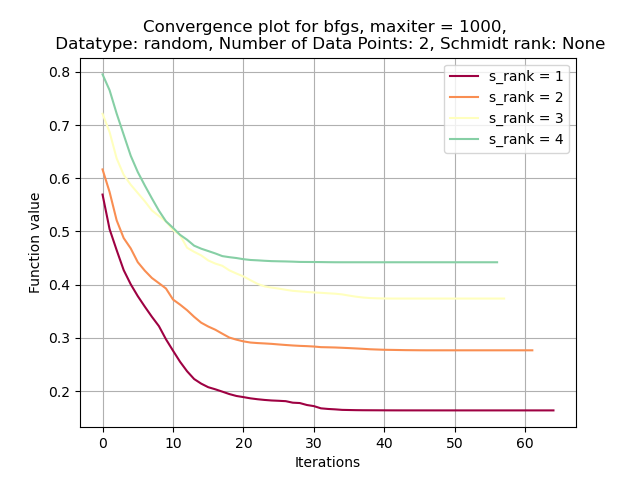 Convergence plot for bfgs, maxiter = 1000,
Datatype: random, Number of Data Points: 2, Schmidt rank: None
s_rank = 1
s_rank = 2
s_rank = 3
s_rank = 4
Function value
0.8
0.7
0.6
0.5
0.4
0.3
0.2
0 10 20 30 40 50 60
Iterations